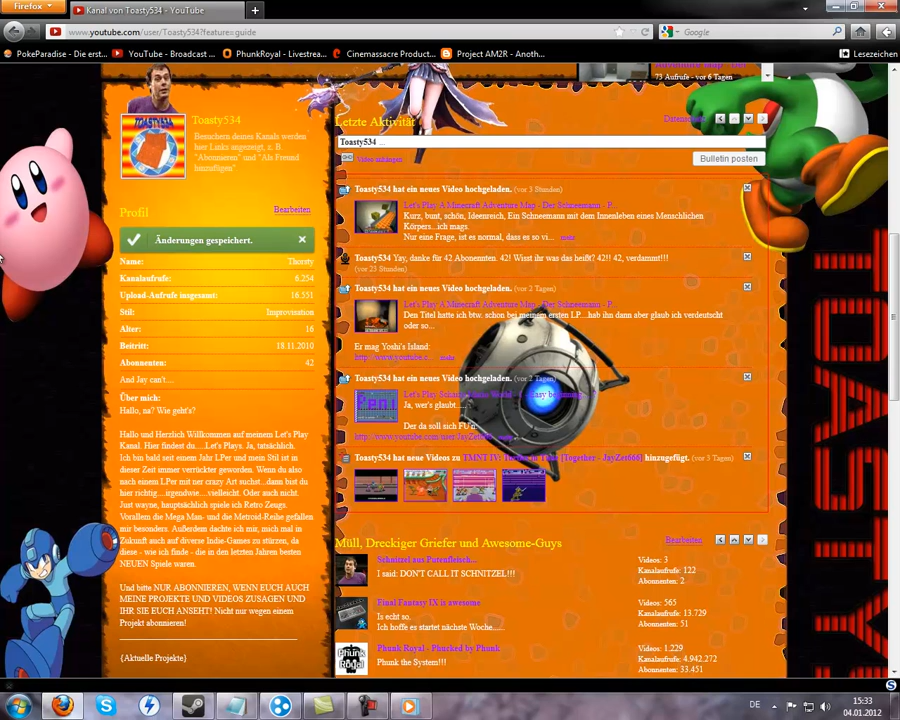 Firefox
Kanal von Toasty534 - YouTube
www.youtube.com/user/Toasty534?feature=guide
Google
PokeParadise - Die erst...
YouTube - Broadcast ...
PhunkRoyal - Livestrea...
Cinemassacre Produc...
Project AM2R - Anoth...
Lesezeichen
73 Aufrufe - vor 6 Tagen
TOASTY534
Toasty534
Besuchern deines Kanals werden
hier Links angezeigt, z. B.
"Abonnieren" und "Als Freund
hinzufügen"
Profil
Bearbeiten
Änderungen gespeichert.
Name: Thorsty
Kanalaufrufe: 6.254
Upload-Aufrufe insgesamt: 16.551
Stil: Improvisation
Alter: 16
Beitritt: 18.11.2010
Abonnenten: 42
And Jay can't....
Über mich:
Hallo, na? Wie geht's?
Hallo und Herzlich Willkommen auf meinem Let's Play
Kanal. Hier findest du.....Let's Plays. Ja, tatsächlich.
Ich bin bald seit einem Jahr LPer und mein Stil ist in
dieser Zeit immer verrückter geworden. Wenn du also
nach einem LPer mit ner crazy Art suchst...dann bist du
hier richtig....irgendwie....vielleicht. Oder auch nicht.
Just wayne, hauptsächlich spiele ich Retro Zeugs.
Vorallem die Mega Man- und die Metroid-Reihe gefallen
mir besonders. Außerdem dachte ich mir, mich mal in
Zukunft auch auf diverse Indie-Games zu stürzen, da
diese - wie ich finde - die in den letzten Jahren besten
NEUEN Spiele waren.
Und bitte NUR ABONNIEREN, WENN EUCH AUCH
MEINE PROJEKTE UND VIDEOS ZUSAGEN UND
IHR SIE EUCH ANSEHT! Nicht nur wegen einem
Projekt abonnieren!
{Aktuelle Projekte}
Letzte Aktivität
Toasty534 ...
Video anhängen
Bulletin posten
Toasty534 hat ein neues Video hochgeladen. (vor 3 Stunden)
Let's Play A Minecraft Adventure Map - Der Schneemann - P...
Kurz, bunt, schön, Ideenreich, Ein Schneemann mit dem Innenleben eines Menschlichen
Körpers...ich mags.
Nur eine Frage, ist es normal, dass es so vi... mehr
Toasty534 Yay, danke für 42 Abonennten. 42! Wisst ihr was das heißt? 42!! 42, verdammt!!!
(vor 23 Stunden)
Toasty534 hat ein neues Video hochgeladen. (vor 2 Tagen)
Let's Play A Minecraft Adventure Map - Der Schneemann - P...
Den Titel hatte ich btw. schon bei meinem ersten LP...hab ihn dann aber glaub ich verdeutscht
oder so...
Er mag Yoshi's Island:
http://www.youtube.c... mehr
Toasty534 hat ein neues Video hochgeladen. (vor 2 Tagen)
Ja, wer's glaubt....
Der da soll sich
Toasty534 hat neue Videos zu TMNT IV: Turtles in Time [Together - JayZet666] hinzugefügt. (vor 3 Tagen)
Müll, Dreckiger Griefer und Awesome-Guys
Bearbeiten
Schnitzel aus Putenfleisch...
I said: DON'T CALL IT SCHNITZEL!!!
Videos: 3
Kanalaufrufe: 122
Abonnenten: 2
Final Fantasy IX is awesome
Is echt so.
Ich hoffe es startet nächste Woche......
Videos: 565
Kanalaufrufe: 13.729
Abonnenten: 51
Phunk Royal
Phunk Royal - Phucked by Phunk
Phunk the System!!!
Videos: 1.229
Kanalaufrufe: 4.942.272
Abonnenten: 33.451
TOASTY
DE
15:33
04.01.2012